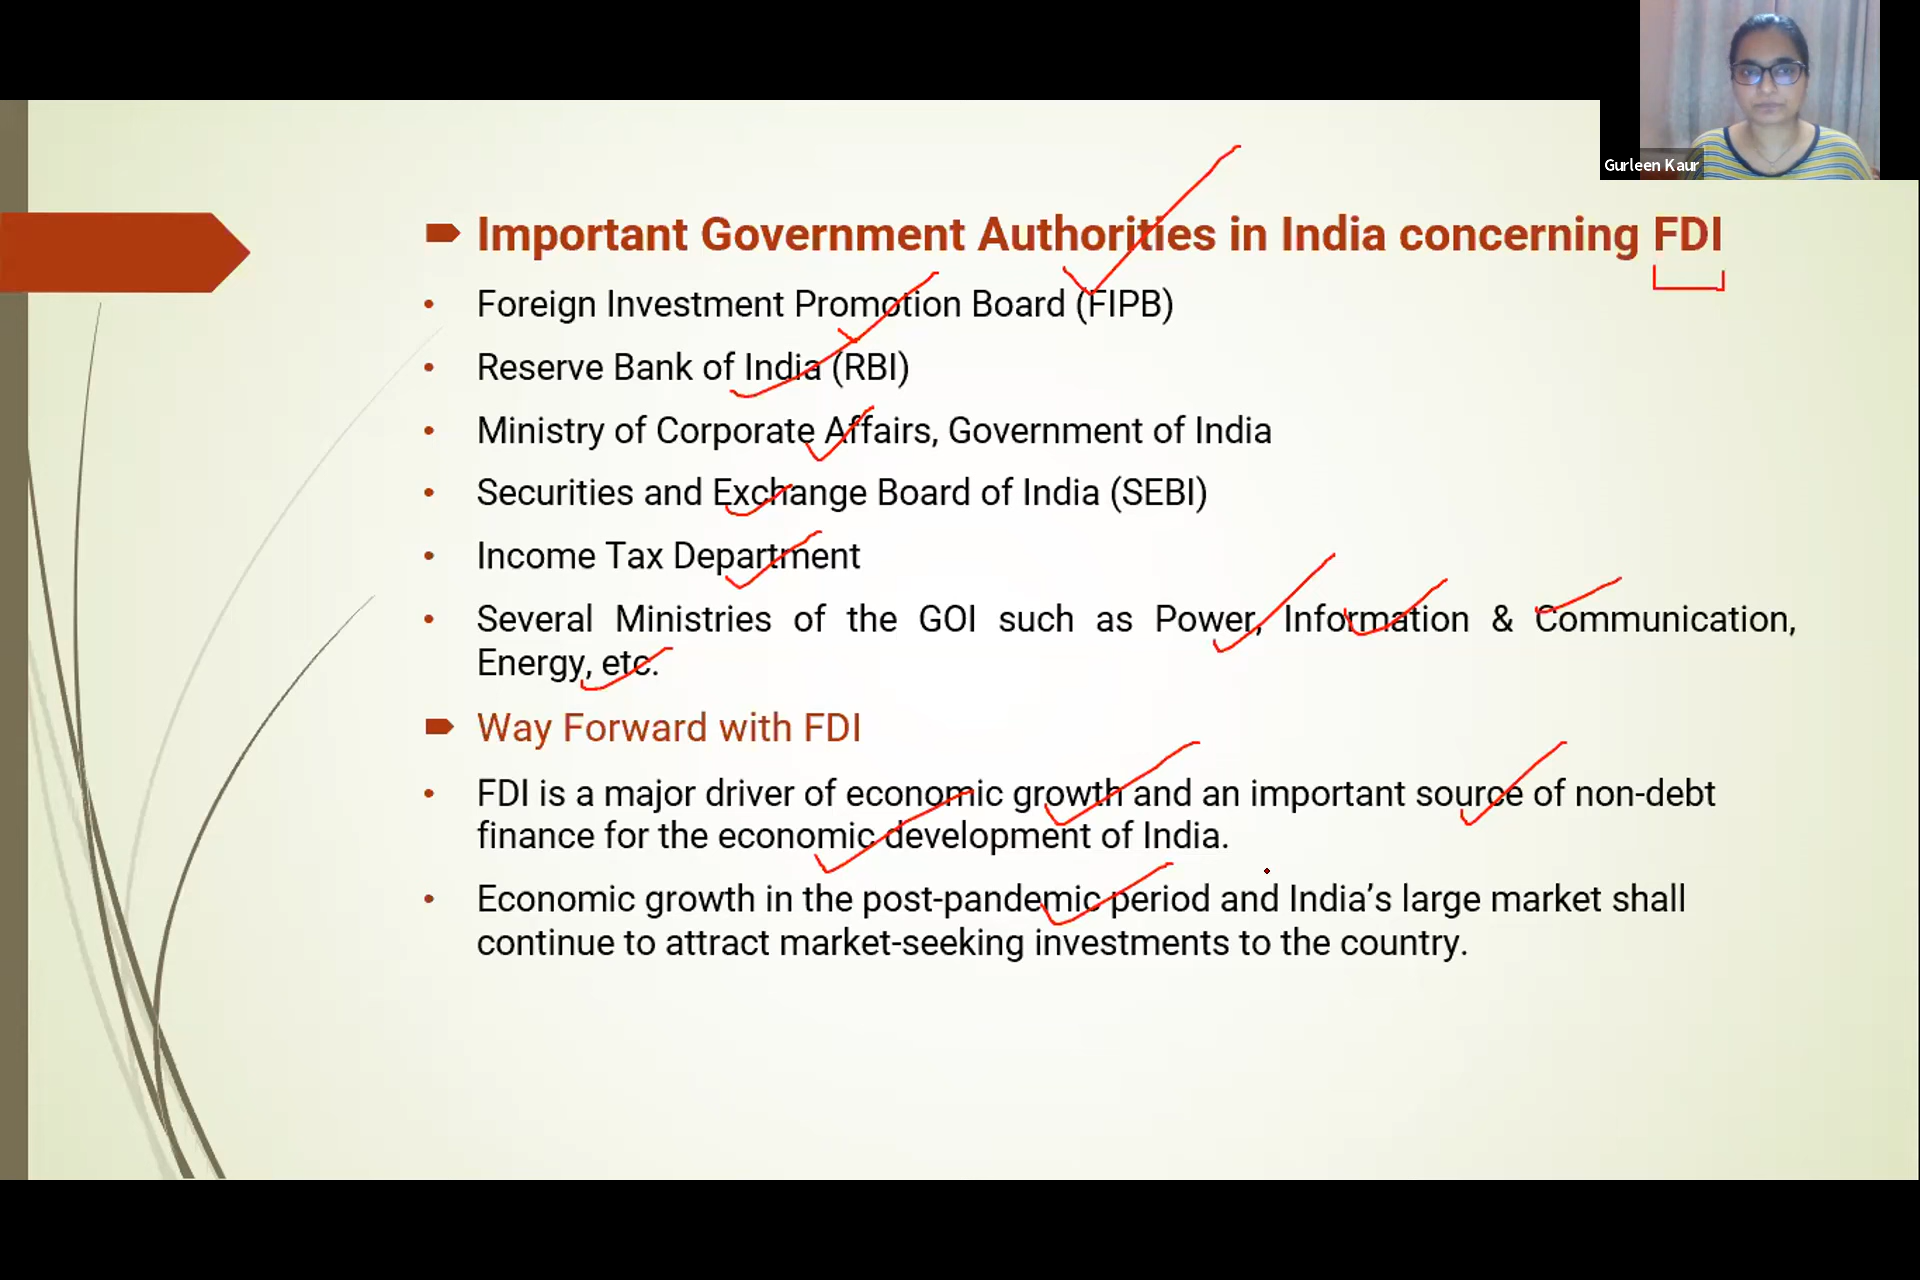 Gurleen Kaur
Important Government Authorities in India concerning FDI
Foreign Investment Promotion Board (FIPB)
Reserve Bank of India (RBI)
Ministry of Corporate Affairs, Government of India
Securities and Exchange Board of India (SEBI)
Income Tax Department
Several Ministries of the GOI such as Power, Information & Communication,
Energy, etc.
Way Forward with FDI
FDI is a major driver of economic growth and an important source of non-debt
finance for the economic development of India.
Economic growth in the post-pandemic period and India’s large market shall
continue to attract market-seeking investments to the country.